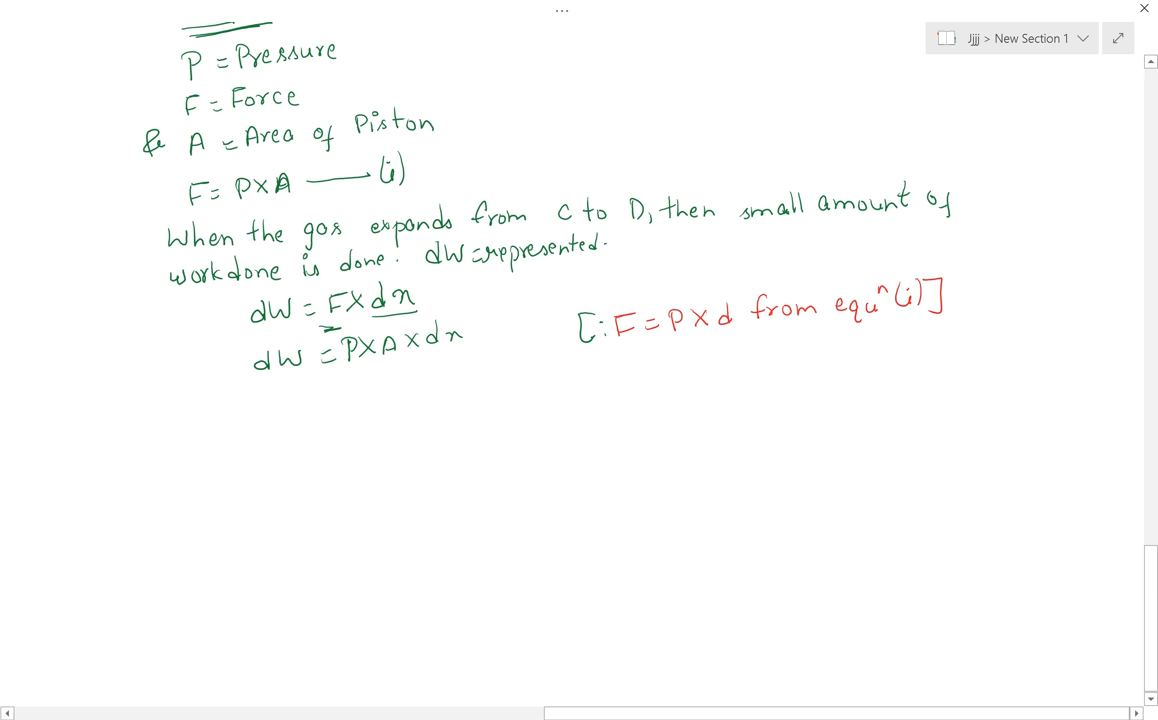 ...
Jjjj > New Section 1
P = Pressure
F = Force
& A = Area of Piston
F = P×A —— (i)
When the gas expands from C to D, then small amount of
workdone is done. dW = represented.
dW = F×dx
[∵ F = P×d from equⁿ (i)]
dW = P×A×dx